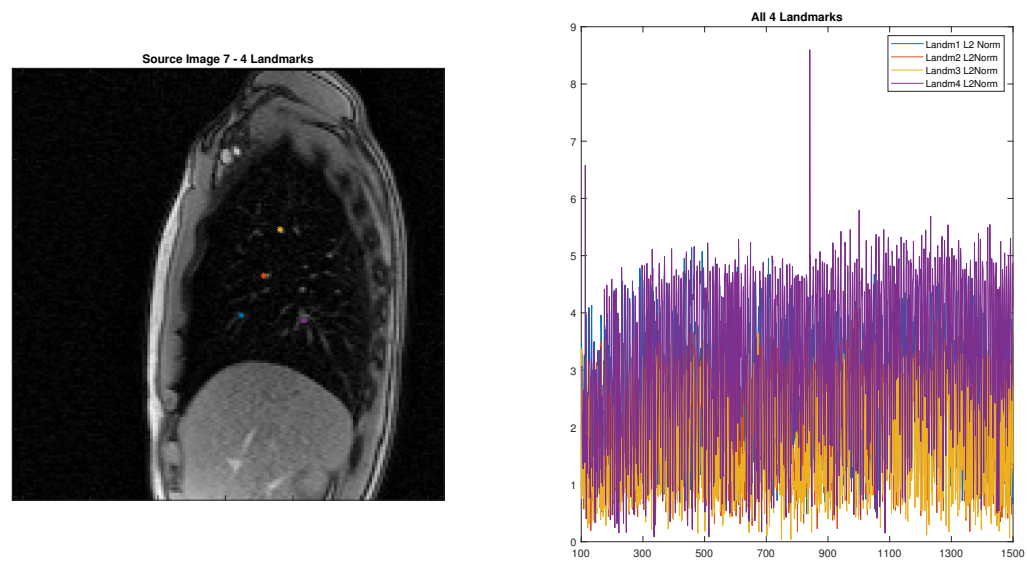 Source Image 7 - 4 Landmarks
All 4 Landmarks
9
8
7
6
5
4
3
2
1
0
100 300 500 700 900 1100 1300 1500
Landm1 L2 Norm
Landm2 L2Norm
Landm3 L2Norm
Landm4 L2Norm